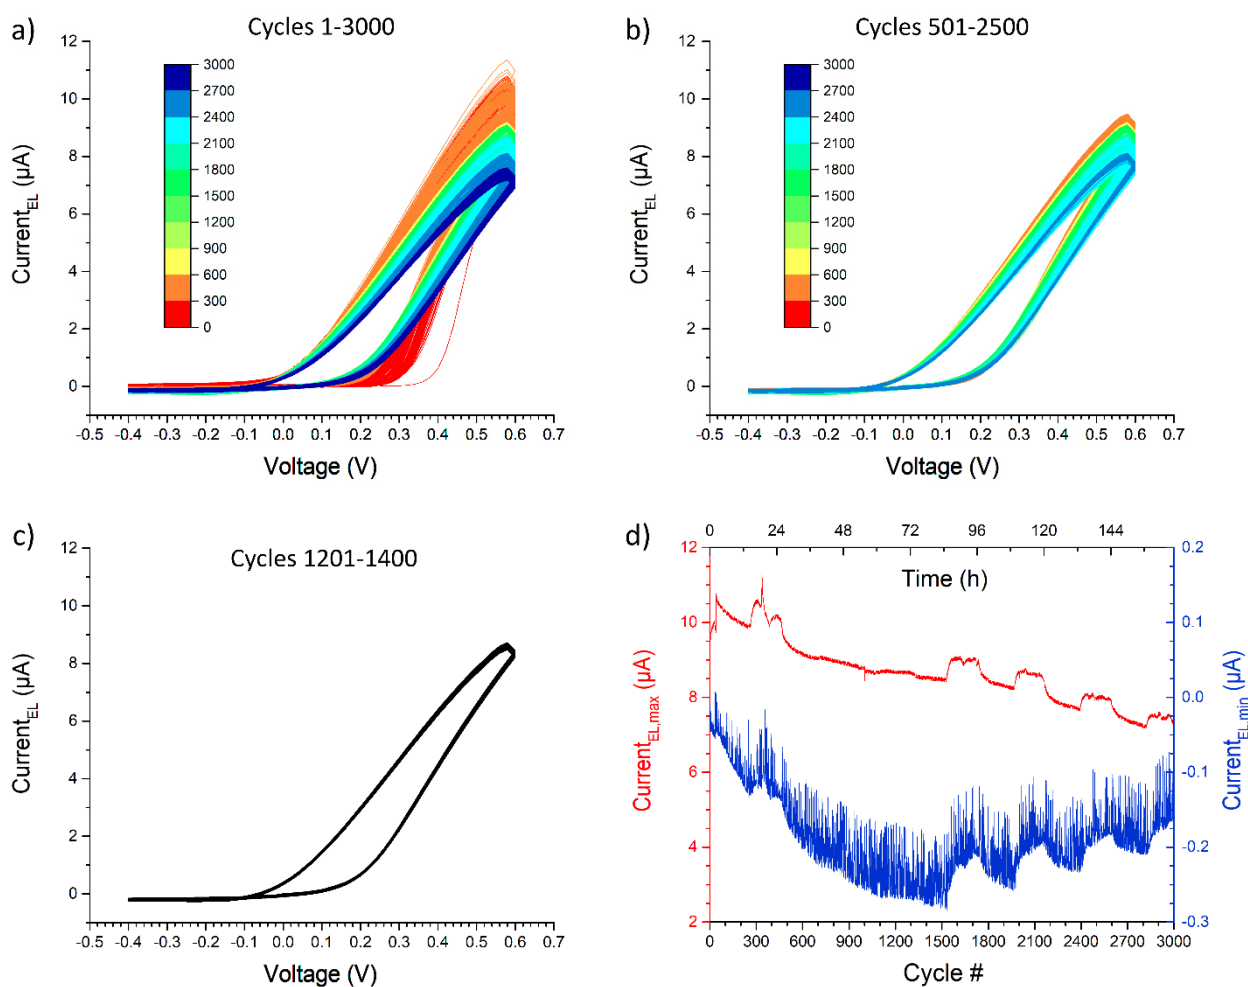 a)
Cycles 1-3000
12
10
8
6
4
2
0
Current_EL (µA)
3000
2700
2400
2100
1800
1500
1200
900
600
300
0
-0.5 -0.4 -0.3 -0.2 -0.1 0.0 0.1 0.2 0.3 0.4 0.5 0.6 0.7
Voltage (V)
b)
Cycles 501-2500
12
10
8
6
4
2
0
Current_EL (µA)
3000
2700
2400
2100
1800
1500
1200
900
600
300
0
-0.5 -0.4 -0.3 -0.2 -0.1 0.0 0.1 0.2 0.3 0.4 0.5 0.6 0.7
Voltage (V)
c)
Cycles 1201-1400
12
10
8
6
4
2
0
Current_EL (µA)
-0.5 -0.4 -0.3 -0.2 -0.1 0.0 0.1 0.2 0.3 0.4 0.5 0.6 0.7
Voltage (V)
d)
0 24 48 72 96 120 144
Time (h)
12
10
8
6
4
2
Current_EL,max (µA)
0.2
0.1
0.0
-0.1
-0.2
-0.3
Current_EL,min (µA)
0 300 600 900 1200 1500 1800 2100 2400 2700 3000
Cycle #